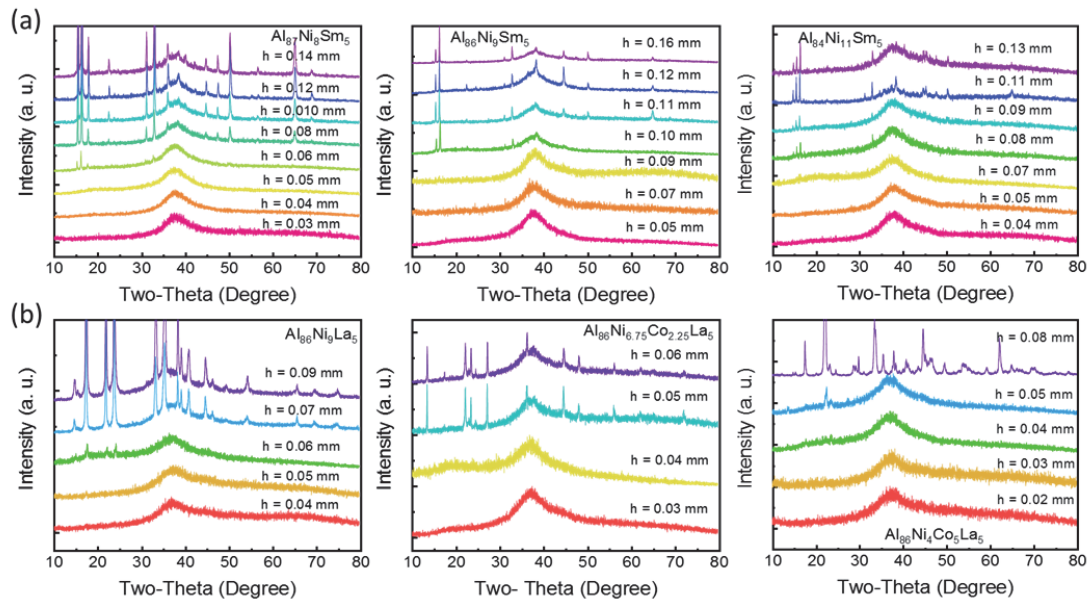 (a)
Al87Ni8Sm5
h = 0.14 mm
h = 0.12 mm
h = 0.010 mm
h = 0.08 mm
h = 0.06 mm
h = 0.05 mm
h = 0.04 mm
h = 0.03 mm
Intensity (a. u.)
10 20 30 40 50 60 70 80
Two-Theta (Degree)
Al86Ni9Sm5
h = 0.16 mm
h = 0.12 mm
h = 0.11 mm
h = 0.10 mm
h = 0.09 mm
h = 0.07 mm
h = 0.05 mm
Intensity (a. u.)
10 20 30 40 50 60 70 80
Two-Theta (Degree)
Al84Ni11Sm5
h = 0.13 mm
h = 0.11 mm
h = 0.09 mm
h = 0.08 mm
h = 0.07 mm
h = 0.05 mm
h = 0.04 mm
Intensity (a. u.)
10 20 30 40 50 60 70 80
Two-Theta (Degree)
(b)
Al86Ni9La5
h = 0.09 mm
h = 0.07 mm
h = 0.06 mm
h = 0.05 mm
h = 0.04 mm
Intensity (a. u.)
10 20 30 40 50 60 70 80
Two-Theta (Degree)
Al86Ni6.75Co2.25La5
h = 0.06 mm
h = 0.05 mm
h = 0.04 mm
h = 0.03 mm
Intensity (a. u.)
10 20 30 40 50 60 70 80
Two- Theta (Degree)
h = 0.08 mm
h = 0.05 mm
h = 0.04 mm
h = 0.03 mm
h = 0.02 mm
Al86Ni4Co5La5
Intensity (a. u.)
10 20 30 40 50 60 70 80
Two-Theta (Degree)